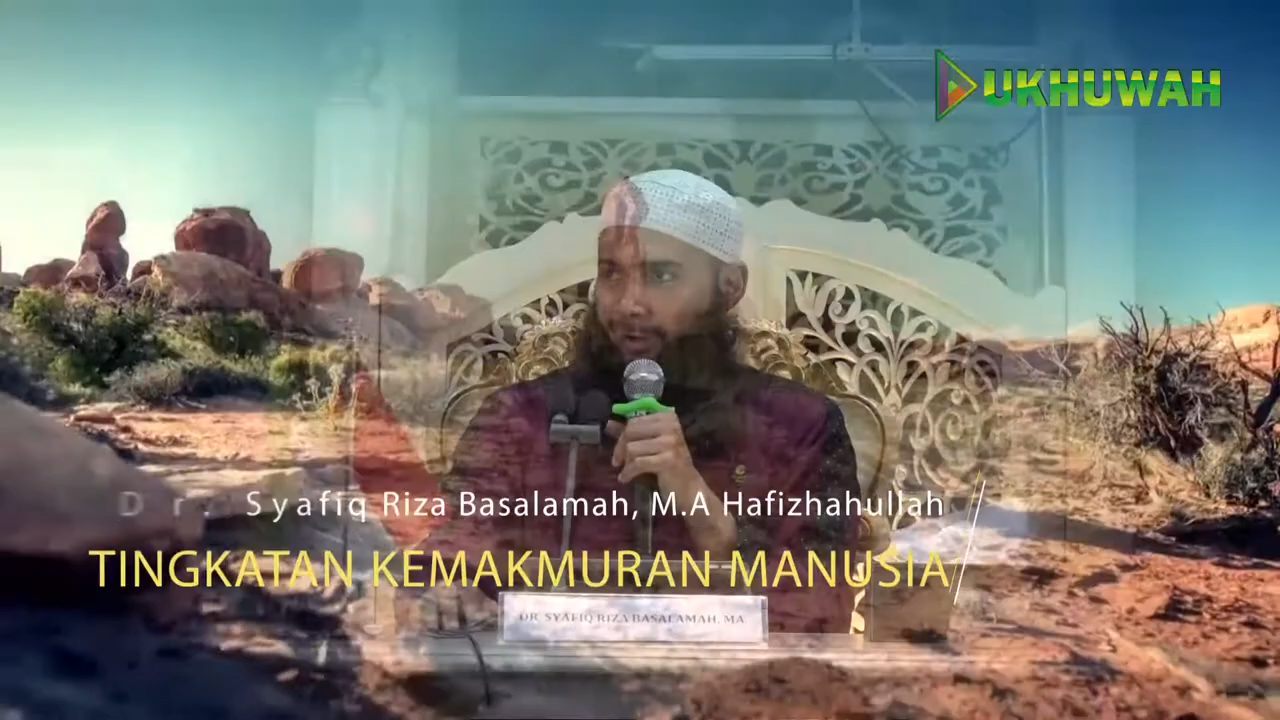 UKHUWAH
Dr. Syafiq Riza Basalamah, M.A Hafizhahullah
TINGKATAN KEMAKMURAN MANUSIA
DR. SYAFIQ RIZA BASALAMAH, MA